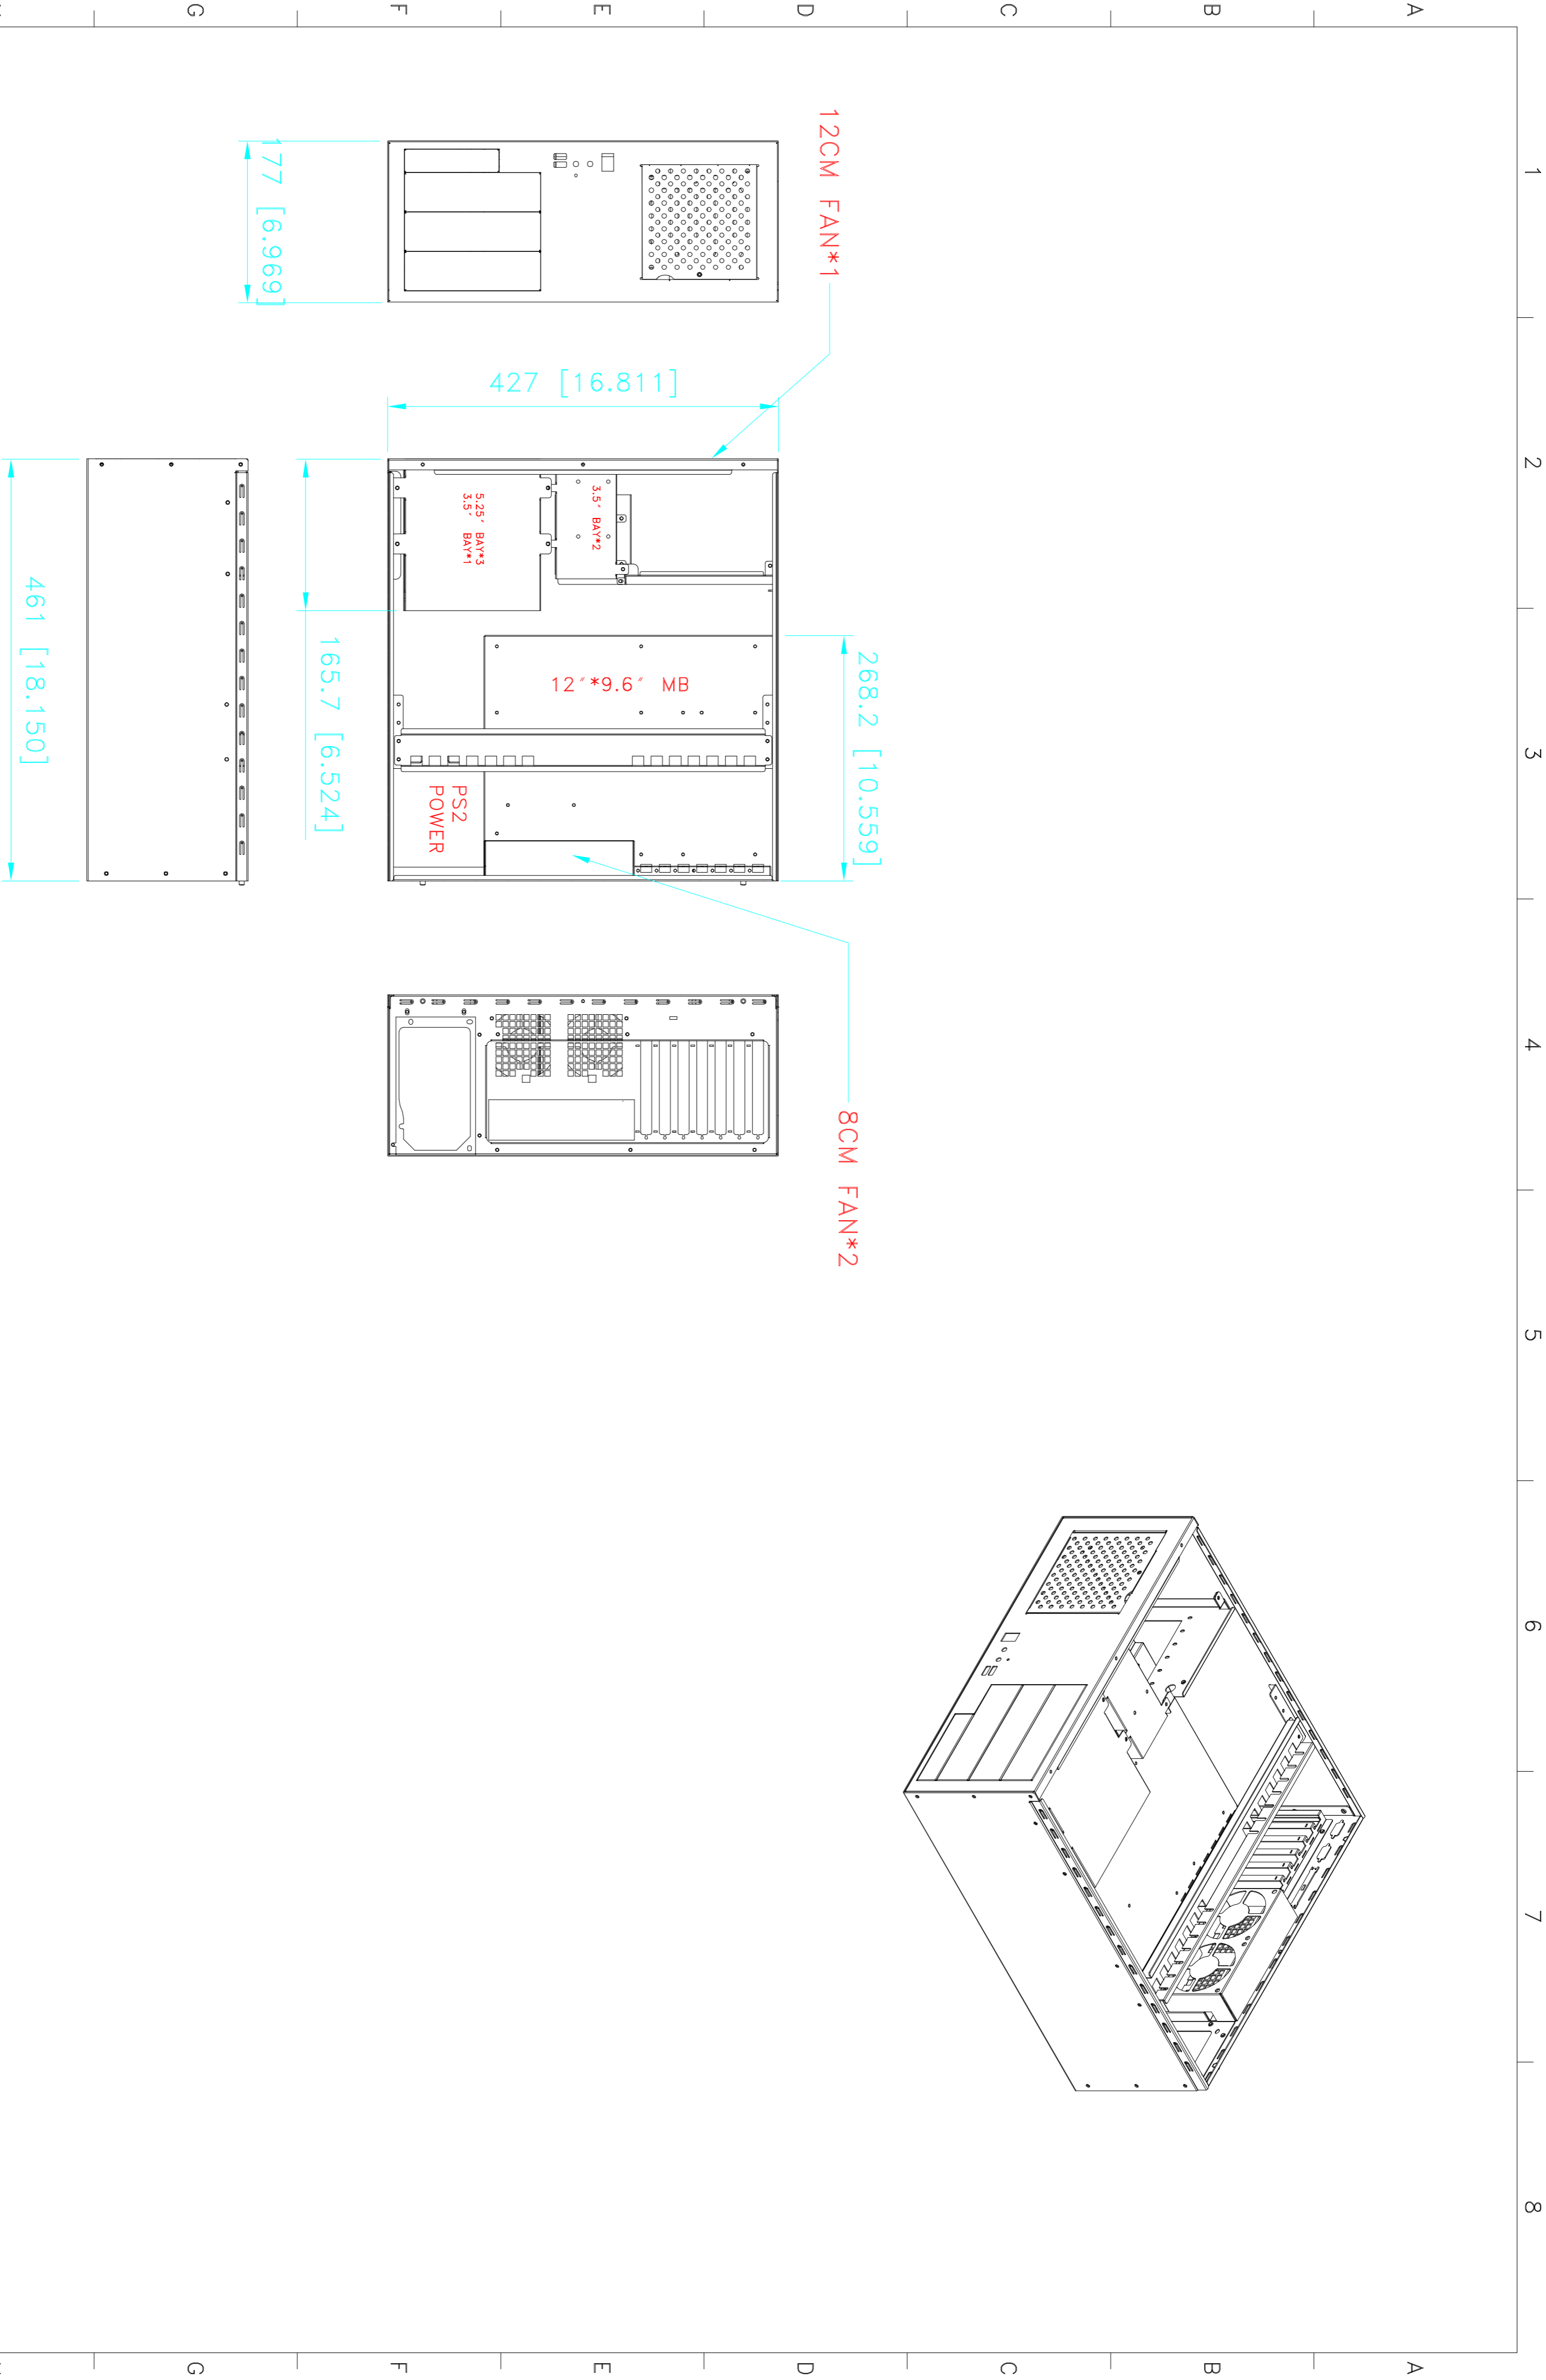 1
2
3
4
5
6
7
8
A
B
C
D
E
F
G
A
B
C
D
E
F
G
12CM FAN*1
177 [6.969]
427 [16.811]
5.25″ BAY*3
3.5″ BAY*1
3.5″ BAY*2
268.2 [10.559]
12″*9.6″ MB
165.7 [6.524]
461 [18.150]
PS2
POWER
8CM FAN*2